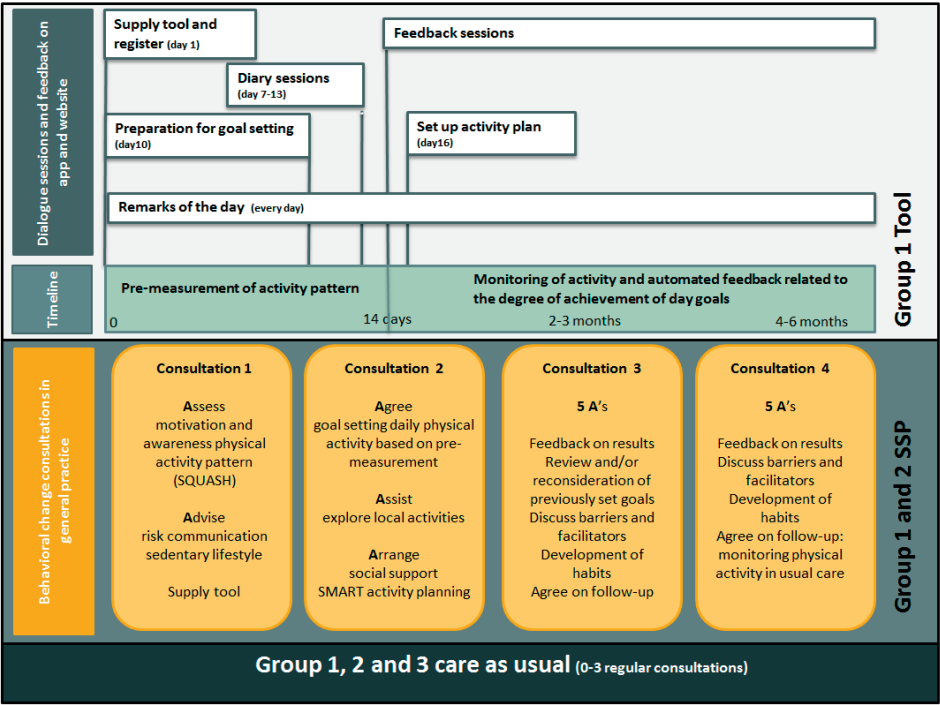 Dialogue sessions and feedback on
app and website
Supply tool and
register (day 1)
Feedback sessions
Diary sessions
(day 7-13)
Preparation for goal setting
(day10)
Set up activity plan
(day16)
Remarks of the day (every day)
Group 1 Tool
Timeline
Pre-measurement of activity pattern
Monitoring of activity and automated feedback related to
the degree of achievement of day goals
0
14 days
2-3 months
4-6 months
Behavioral change consultations in
general practice
Consultation 1
Assess
motivation and
awareness physical
activity pattern
(SQUASH)
Advise
risk communication
sedentary lifestyle
Supply tool
Consultation 2
Agree
goal setting daily physical
activity based on pre-
measurement
Assist
explore local activities
Arrange
social support
SMART activity planning
Consultation 3
5 A's
Feedback on results
Review and/or
reconsideration of
previously set goals
Discuss barriers and
facilitators
Development of
habits
Agree on follow-up
Consultation 4
5 A's
Feedback on results
Discuss barriers and
facilitators
Development of
habits
Agree on follow-up:
monitoring physical
activity in usual care
Group 1 and 2 SSP
Group 1, 2 and 3 care as usual (0-3 regular consultations)